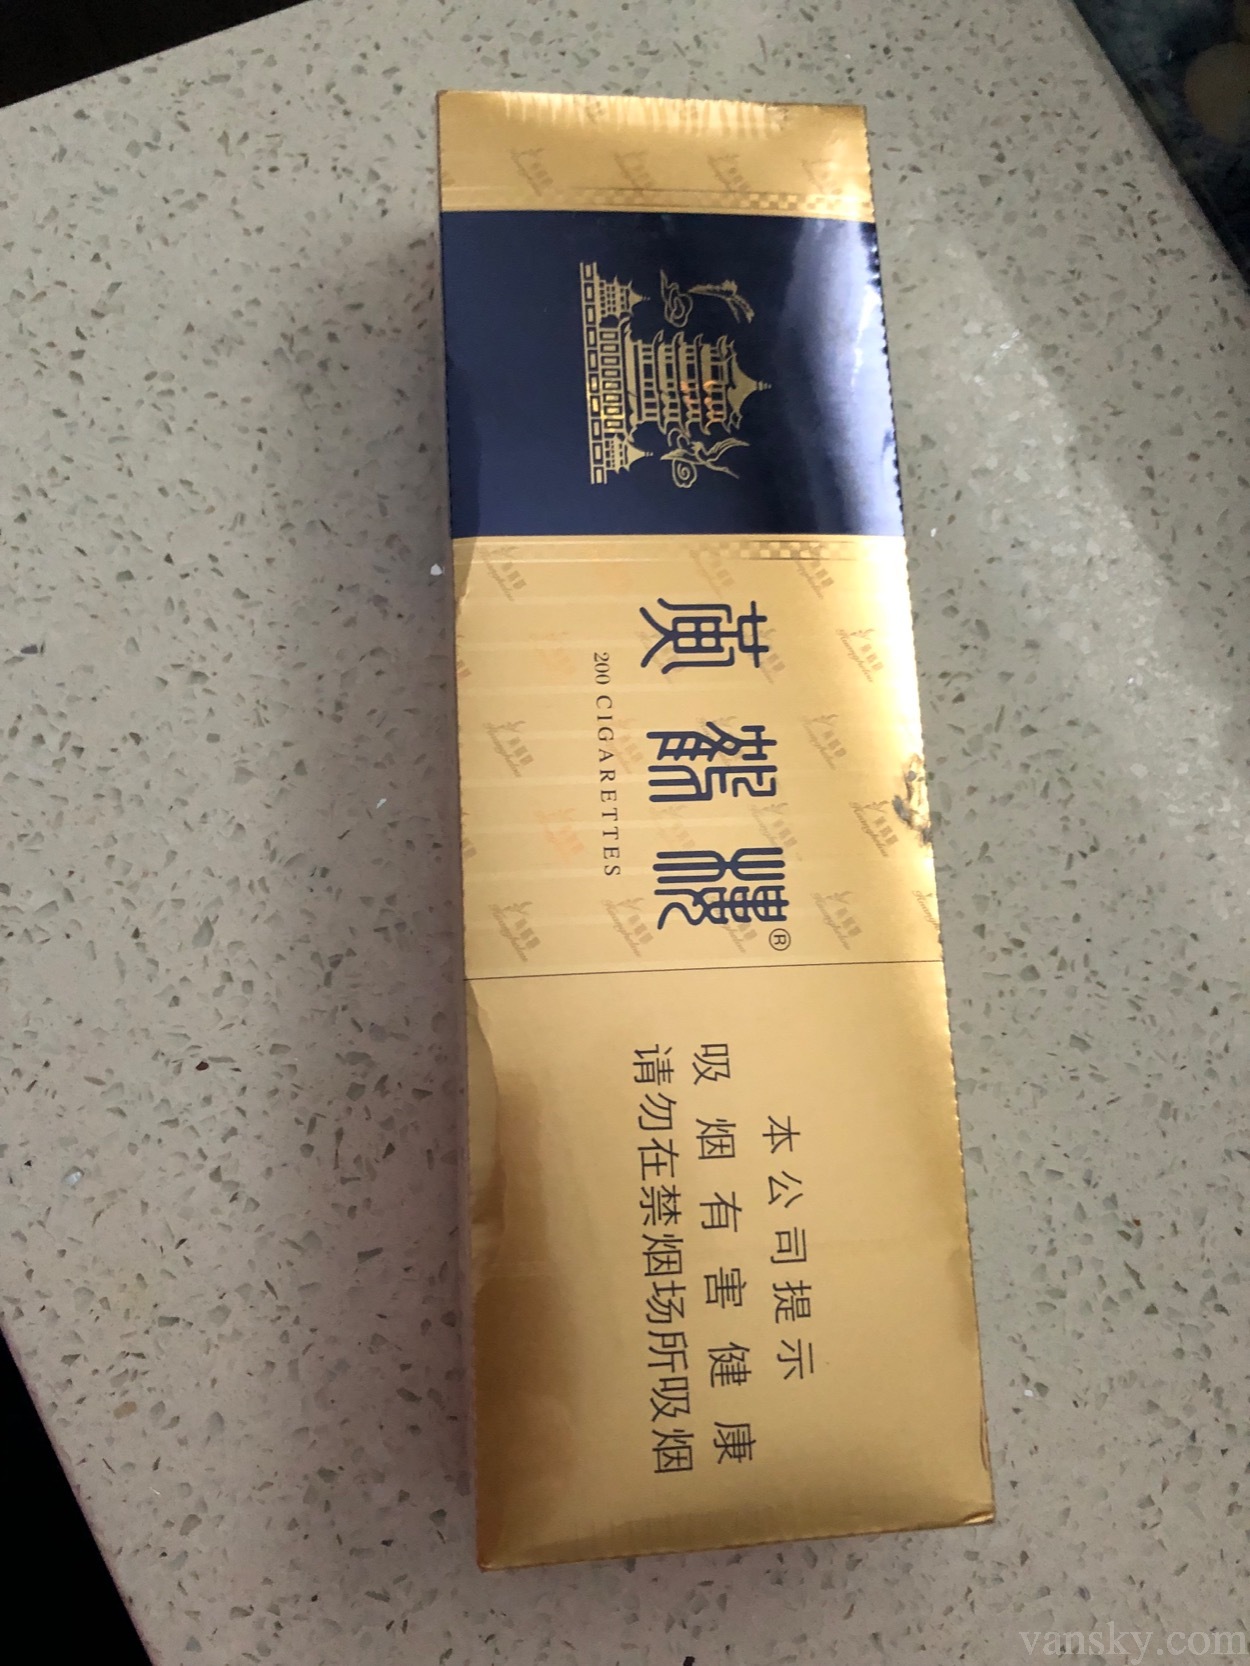 黄鹤楼®
200 CIGARETTES
本公司提示
吸烟有害健康
请勿在禁烟场所吸烟
vansky.com